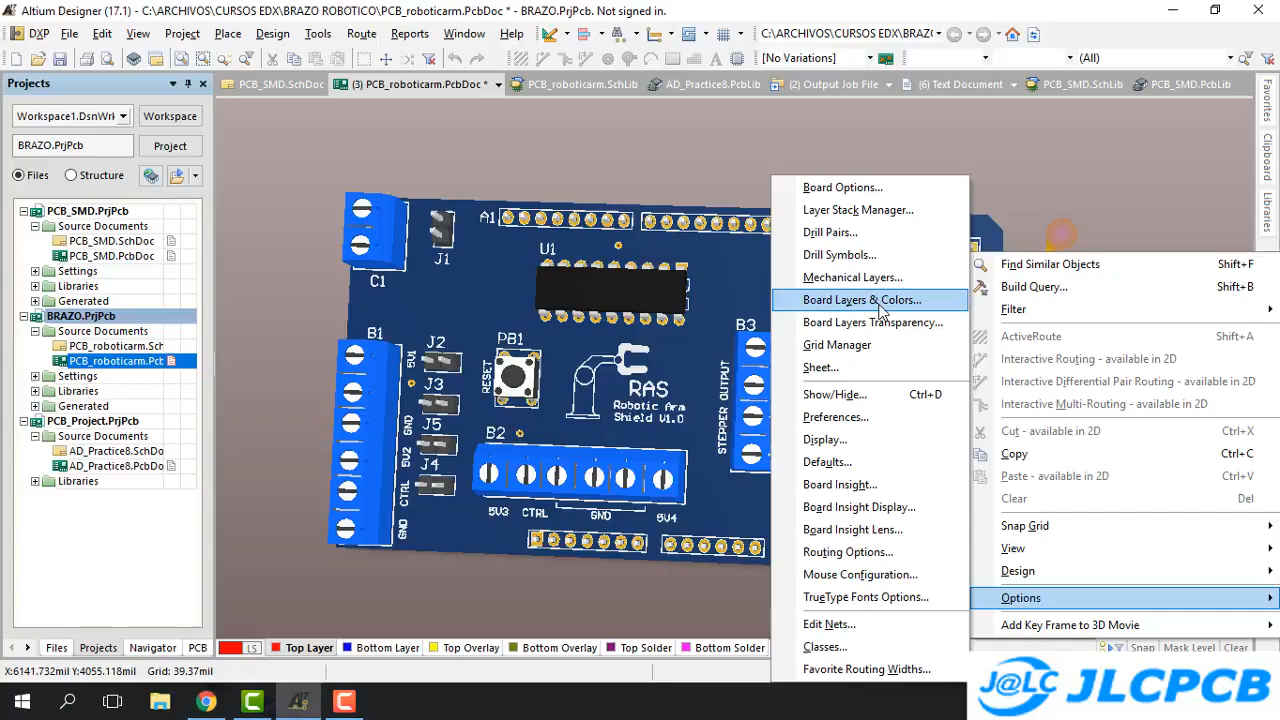 Altium Designer (17.1) - C:\ARCHIVOS\CURSOS EDX\BRAZO ROBOTICO\PCB_roboticarm.PcbDoc * - BRAZO.PrjPcb. Not signed in.
DXP File Edit View Project Place Design Tools Route Reports Window Help C:\ARCHIVOS\CURSOS EDX\BRAZ(
[No Variations] (All)
Projects
PCB_SMD.SchDoc (3) PCB_roboticarm.PcbDoc * PCB_roboticarm.SchLib AD_Practice8.PcbLib (2) Output Job File (6) Text Document PCB_SMD.SchLib PCB_SMD.PcbLib
Favorites
Clipboard
Libraries
Workspace1.DsnWrk Workspace
BRAZO.PrjPcb Project
Files Structure
PCB_SMD.PrjPcb
Source Documents
PCB_SMD.SchDoc
PCB_SMD.PcbDoc
Settings
Libraries
Generated
BRAZO.PrjPcb
Source Documents
PCB_roboticarm.Sch
PCB_roboticarm.Pcb
Settings
Libraries
Generated
PCB_Project.PrjPcb
Source Documents
AD_Practice8.SchDo
AD_Practice8.PcbDo
Libraries
A1
J1
C1
U1
B1
5V1
J2
J3
GND
J5
5V2
J4
CTRL
GND
PB1
RESET
RAS
Robotic Arm
Shield V1.0
B3
STEPPER OUTPUT
B2
5V3 CTRL GND 5V4
Board Options...
Layer Stack Manager...
Drill Pairs...
Drill Symbols...
Mechanical Layers...
Board Layers & Colors...
Board Layers Transparency...
Grid Manager
Sheet...
Show/Hide... Ctrl+D
Preferences...
Display...
Defaults...
Board Insight...
Board Insight Display...
Board Insight Lens...
Routing Options...
Mouse Configuration...
TrueType Fonts Options...
Edit Nets...
Classes...
Favorite Routing Widths...
Find Similar Objects Shift+F
Build Query... Shift+B
Filter
ActiveRoute Shift+A
Interactive Routing - available in 2D
Interactive Differential Pair Routing - available in 2D
Interactive Multi-Routing - available in 2D
Cut - available in 2D Ctrl+X
Copy Ctrl+C
Paste - available in 2D Ctrl+V
Clear Del
Snap Grid
View
Design
Options
Add Key Frame to 3D Movie
Files Projects Navigator PCB
LS Top Layer Bottom Layer Top Overlay Bottom Overlay Top Solder Bottom Solder
Snap Mask Level Clear
X:6141.732mil Y:4055.118mil Grid: 39.37mil
J@LC JLCPCB